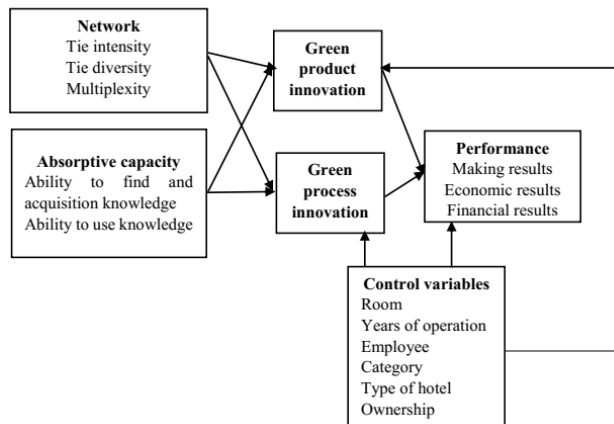 Network
Tie intensity
Tie diversity
Multiplexity
Green
product
innovation
Absorptive capacity
Ability to find and
acquisition knowledge
Ability to use knowledge
Green
process
innovation
Performance
Making results
Economic results
Financial results
Control variables
Room
Years of operation
Employee
Category
Type of hotel
Ownership